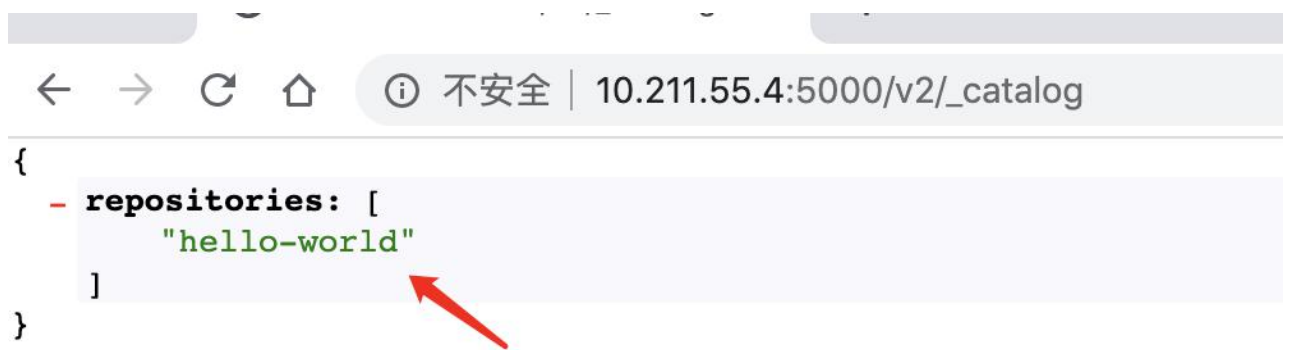 不安全 | 10.211.55.4:5000/v2/_catalog
{
- repositories: [
"hello-world"
]
}